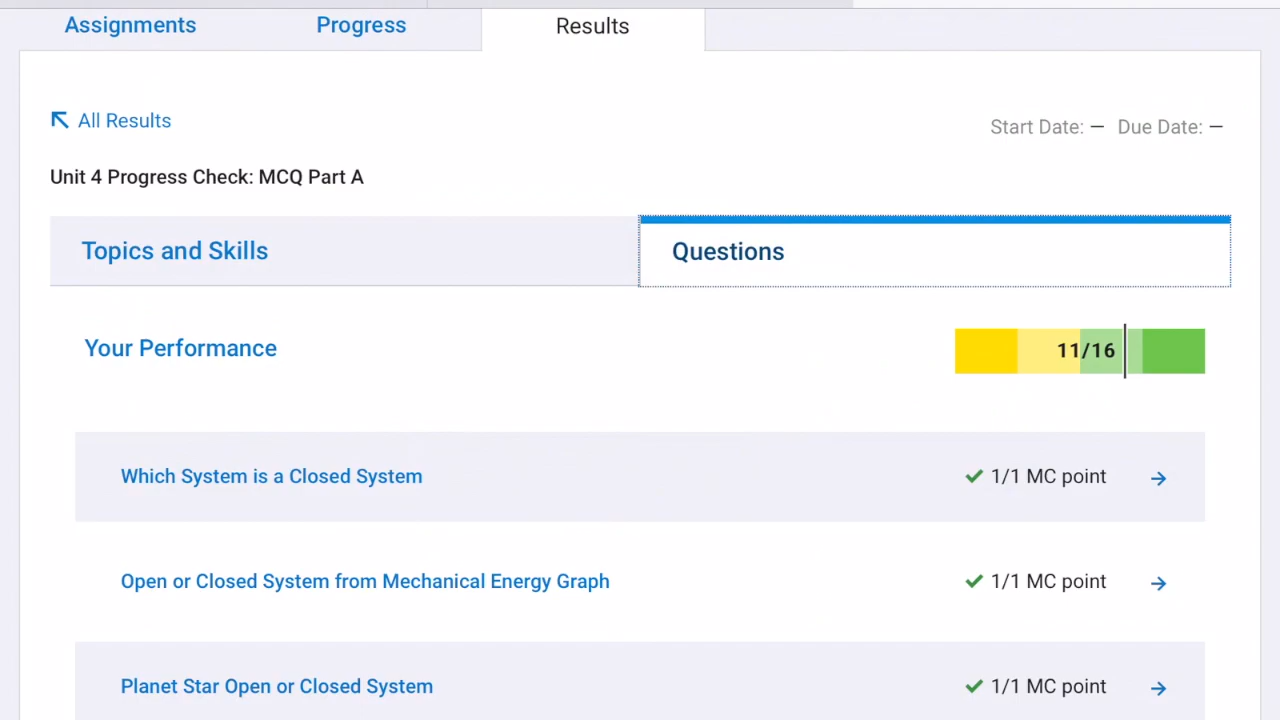 Assignments Progress Results
All Results
Start Date: — Due Date: —
Unit 4 Progress Check: MCQ Part A
Topics and Skills Questions
Your Performance 11/16
Which System is a Closed System 1/1 MC point
Open or Closed System from Mechanical Energy Graph 1/1 MC point
Planet Star Open or Closed System 1/1 MC point